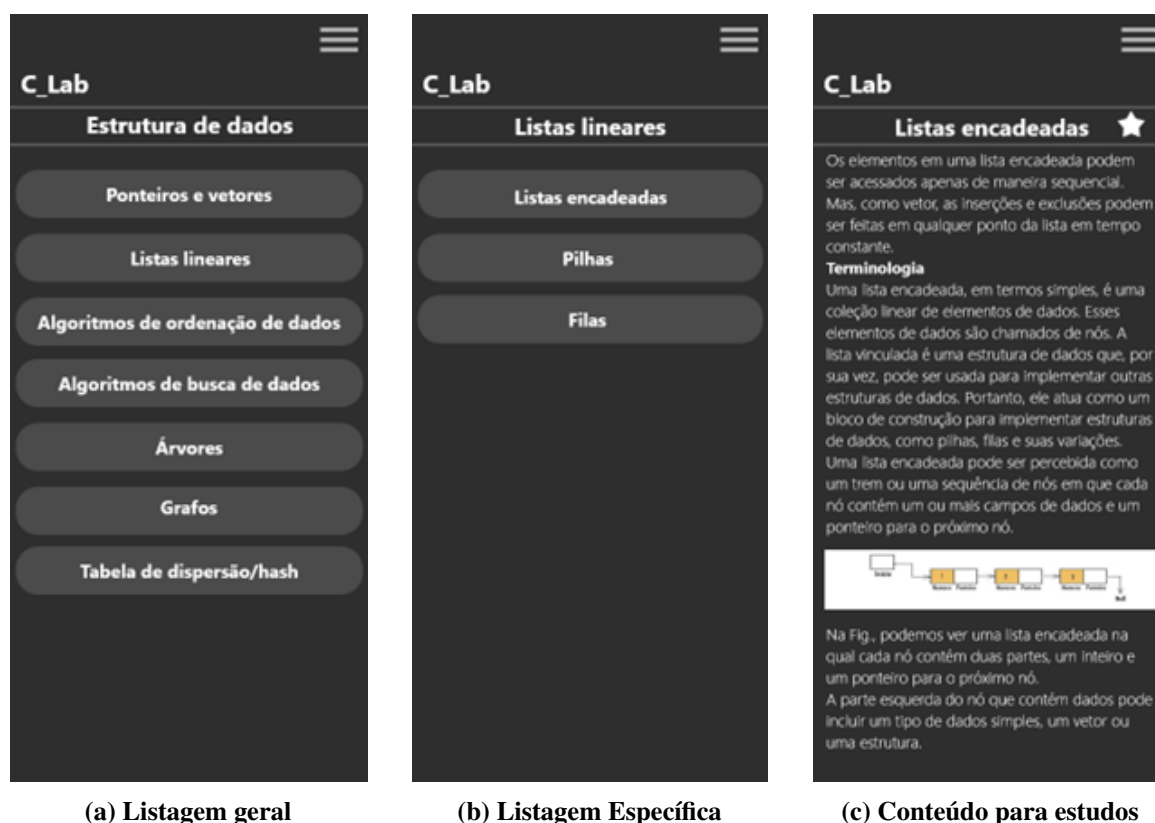 C_Lab
Estrutura de dados
Ponteiros e vetores
Listas lineares
Algoritmos de ordenação de dados
Algoritmos de busca de dados
Árvores
Grafos
Tabela de dispersão/hash
(a) Listagem geral
C_Lab
Listas lineares
Listas encadeadas
Pilhas
Filas
(b) Listagem Específica
C_Lab
Listas encadeadas
Os elementos em uma lista encadeada podem
ser acessados apenas de maneira sequencial.
Mas, como vetor, as inserções e exclusões podem
ser feitas em qualquer ponto da lista em tempo
constante.
Terminologia
Uma lista encadeada, em termos simples, é uma
coleção linear de elementos de dados. Esses
elementos de dados são chamados de nós. A
lista vinculada é uma estrutura de dados que, por
sua vez, pode ser usada para implementar outras
estruturas de dados. Portanto, ele atua como um
bloco de construção para implementar estruturas
de dados, como pilhas, filas e suas variações.
Uma lista encadeada pode ser percebida como
um trem ou uma sequência de nós em que cada
nó contém um ou mais campos de dados e um
ponteiro para o próximo nó.
1 2 3
Na Fig., podemos ver uma lista encadeada na
qual cada nó contém duas partes, um inteiro e
um ponteiro para o próximo nó.
A parte esquerda do nó que contém dados pode
incluir um tipo de dados simples, um vetor ou
uma estrutura.
(c) Conteúdo para estudos